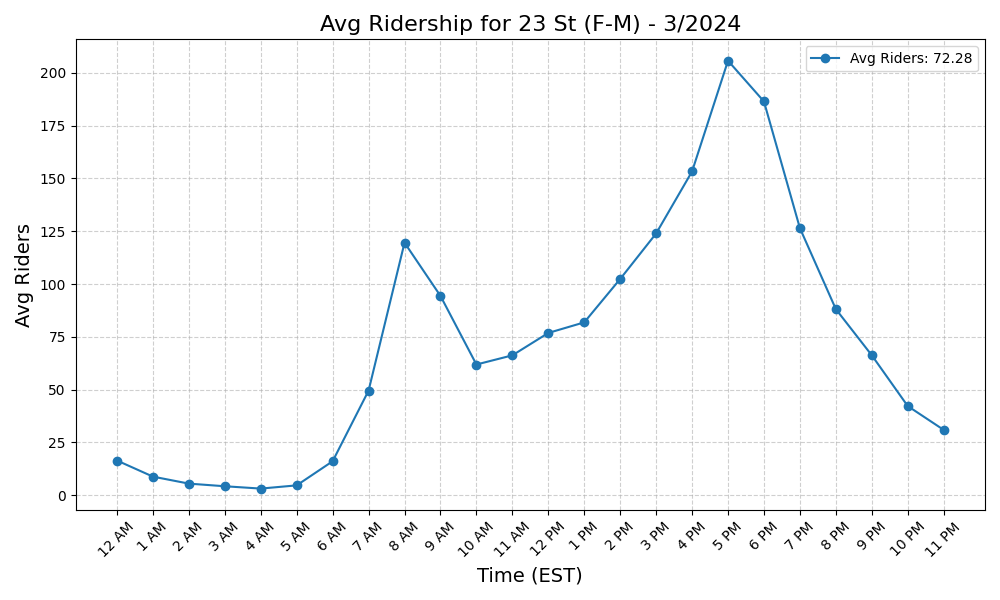 Avg Ridership for 23 St (F-M) - 3/2024
Avg Riders: 72.28
Avg Riders
200
175
150
125
100
75
50
25
0
12 AM
1 AM
2 AM
3 AM
4 AM
5 AM
6 AM
7 AM
8 AM
9 AM
10 AM
11 AM
12 PM
1 PM
2 PM
3 PM
4 PM
5 PM
6 PM
7 PM
8 PM
9 PM
10 PM
11 PM
Time (EST)